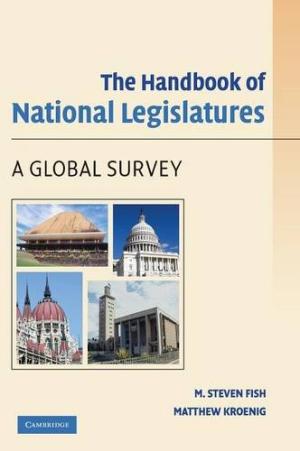 The Handbook of
National Legislatures
A GLOBAL SURVEY
M. STEVEN FISH
MATTHEW KROENIG
CAMBRIDGE